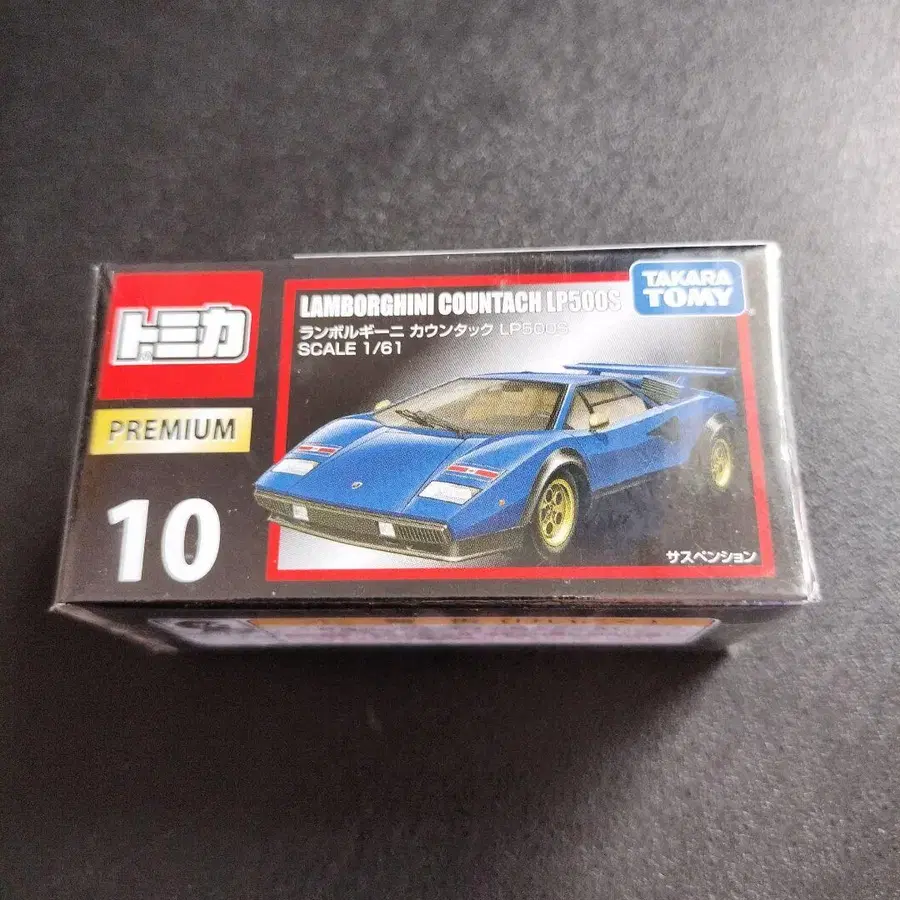 トミカ
PREMIUM
10
LAMBORGHINI COUNTACH LP500S
ランボルギーニ カウンタック LP500S
SCALE 1/61
TAKARA
TOMY
サスペンション